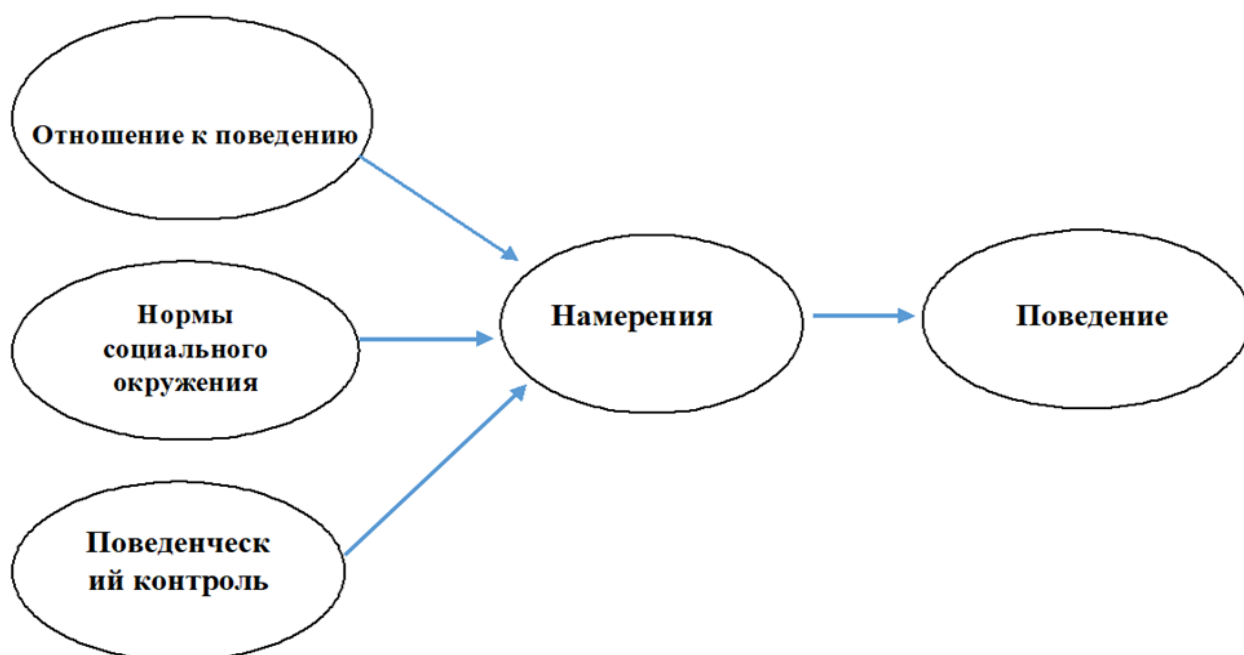 Отношение к поведению
Нормы
социального
окружения
Намерения
Поведение
Поведенческ
ий контроль